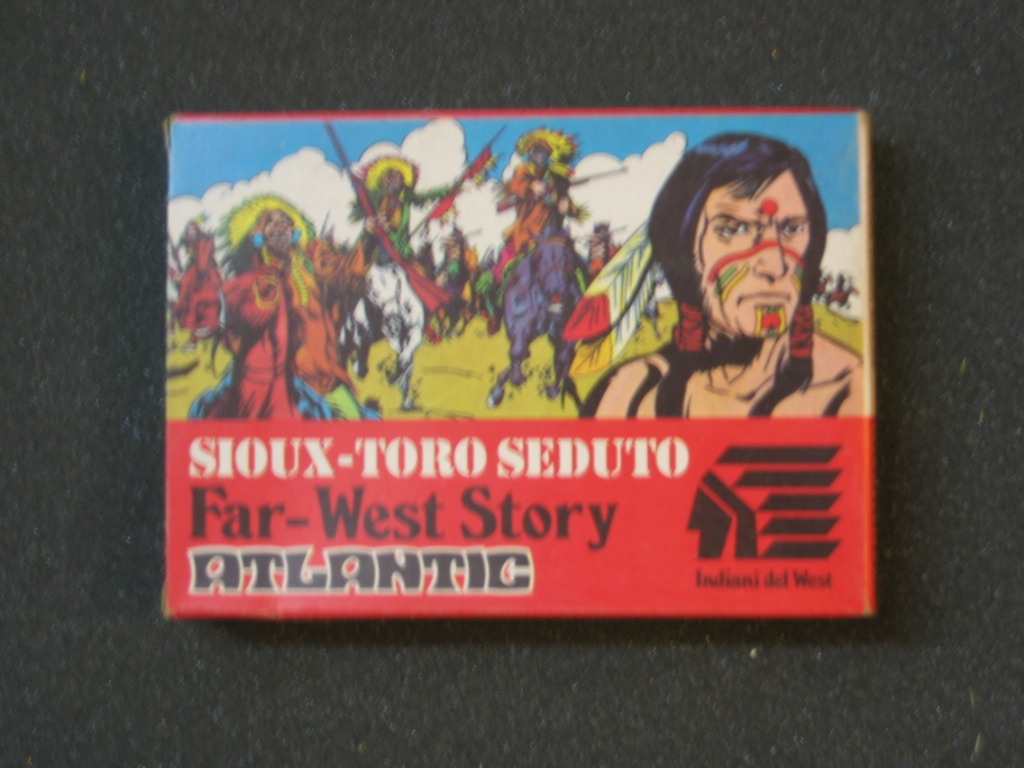 SIOUX-TORO SEDUTO
Far-West Story
ATLANTIC
Indiani del West